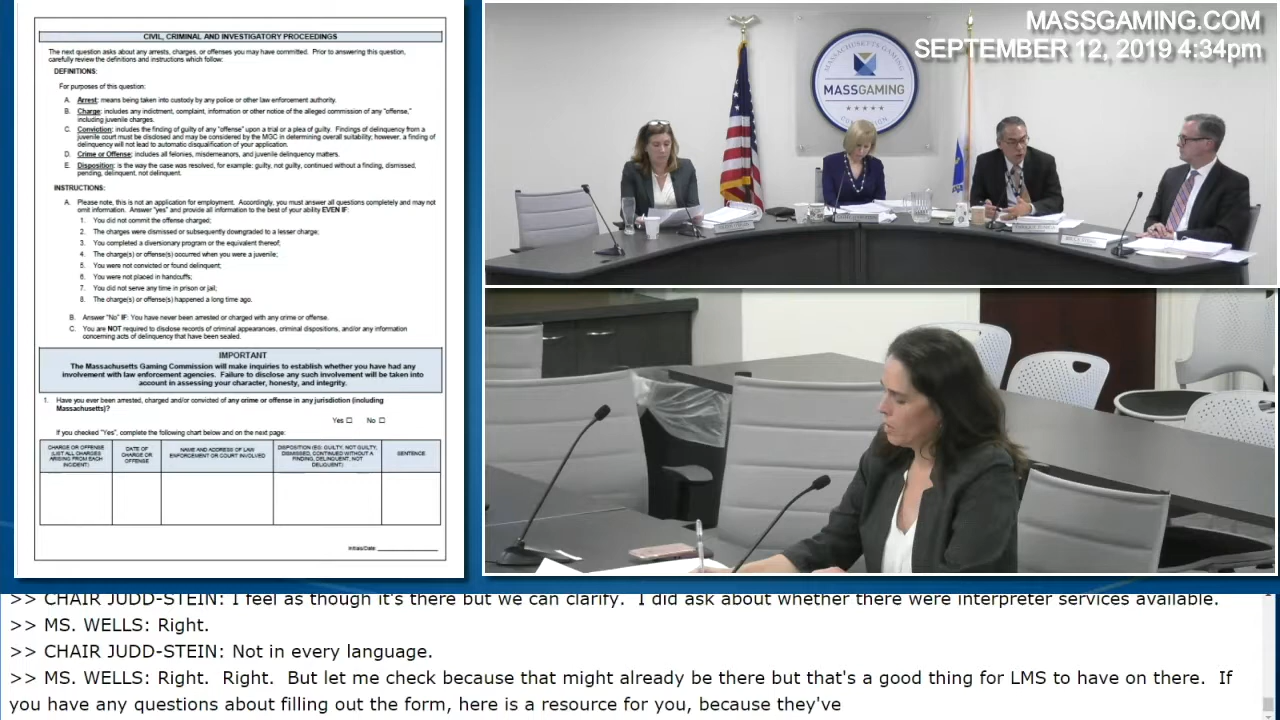 CIVIL, CRIMINAL AND INVESTIGATORY PROCEEDINGS
The next question asks about any arrests, charges, or offenses you may have committed. Prior to answering this question,
carefully review the definitions and instructions which follow:
DEFINITIONS:
For purposes of this question:
A. Arrest: means being taken into custody by any police or other law enforcement authority.
B. Charge: includes any indictment, complaint, information or other notice of the alleged commission of any "offense,"
including juvenile charges.
C. Conviction: includes the finding of guilty of any "offense" upon a trial or a plea of guilty. Findings of delinquency from a
juvenile court must be disclosed and may be considered by the MGC in determining overall suitability; however, a finding of
delinquency will not lead to automatic disqualification of your application.
D. Crime or Offense: includes all felonies, misdemeanors, and juvenile delinquency matters.
E. Disposition: is the way the case was resolved, for example: guilty, not guilty, continued without a finding, dismissed,
pending, delinquent, not delinquent.
INSTRUCTIONS:
A. Please note, this is not an application for employment. Accordingly, you must answer all questions completely and may not
omit information. Answer "yes" and provide all information to the best of your ability EVEN IF:
1. You did not commit the offense charged;
2. The charges were dismissed or subsequently downgraded to a lesser charge;
3. You completed a diversionary program or the equivalent thereof;
4. The charge(s) or offense(s) occurred when you were a juvenile;
5. You were not convicted or found delinquent;
6. You were not placed in handcuffs;
7. You did not serve any time in prison or jail;
8. The charge(s) or offense(s) happened a long time ago.
B. Answer "No" IF: You have never been arrested or charged with any crime or offense.
C. You are NOT required to disclose records of criminal appearances, criminal dispositions, and/or any information
concerning acts of delinquency that have been sealed.
IMPORTANT
The Massachusetts Gaming Commission will make inquiries to establish whether you have had any
involvement with law enforcement agencies. Failure to disclose any such involvement will be taken into
account in assessing your character, honesty, and integrity.
1. Have you ever been arrested, charged and/or convicted of any crime or offense in any jurisdiction (including
Massachusetts)?
Yes ☐ No ☐
If you checked "Yes", complete the following chart below and on the next page:
CHARGE OR OFFENSE
(LIST ALL CHARGES
ARISING FROM EACH
INCIDENT)
DATE OF
CHARGE OR
OFFENSE
NAME AND ADDRESS OF LAW
ENFORCEMENT OR COURT INVOLVED
DISPOSITION (EG: GUILTY, NOT GUILTY,
DISMISSED, CONTINUED WITHOUT A
FINDING, DELINQUENT, NOT
DELIQUENT)
SENTENCE
Initials/Date:
MASSGAMING.COM
SEPTEMBER 12, 2019 4:34pm
MASSACHUSETTS GAMING
MASSGAMING
COMMISSION
>> CHAIR JUDD-STEIN: I feel as though it's there but we can clarify.  I did ask about whether there were interpreter services available.
>> MS. WELLS: Right.
>> CHAIR JUDD-STEIN: Not in every language.
>> MS. WELLS: Right.  Right.  But let me check because that might already be there but that's a good thing for LMS to have on there.  If
you have any questions about filling out the form, here is a resource for you, because they've